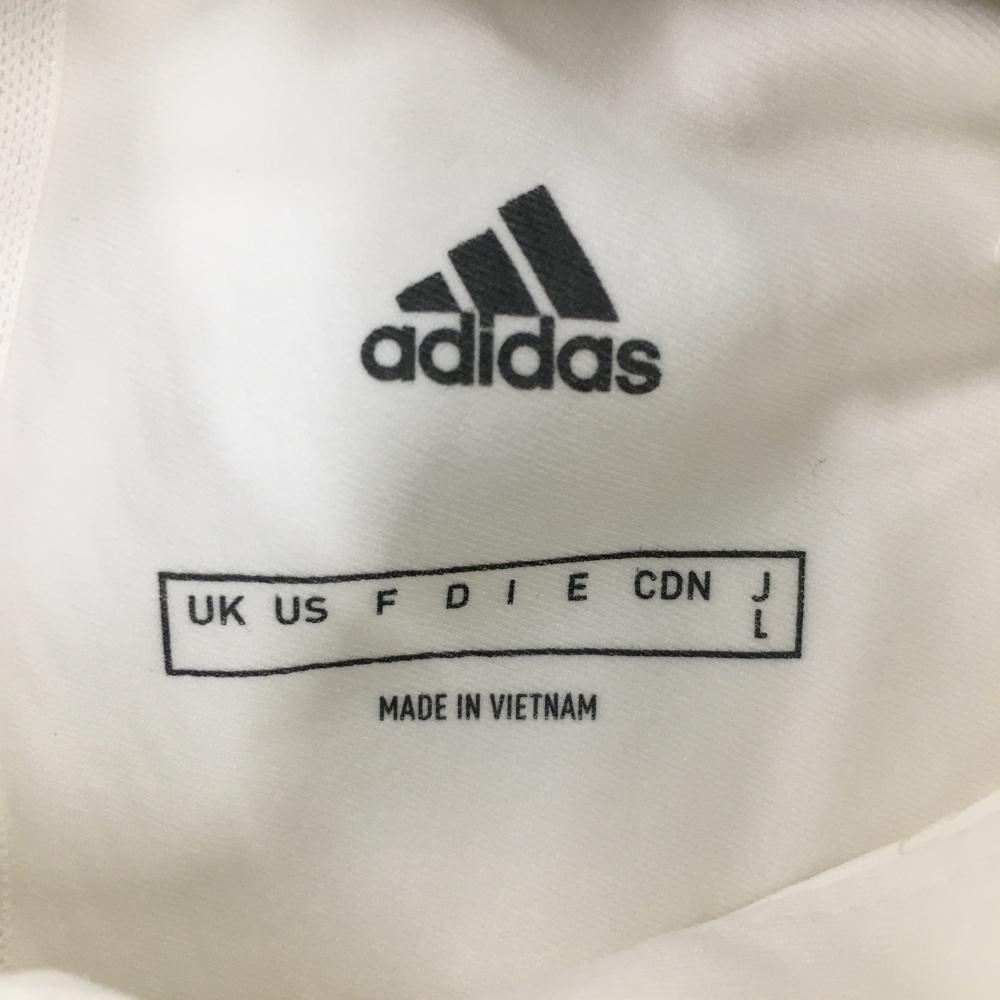 adidas
UK US F D I E CDN J
L
MADE IN VIETNAM